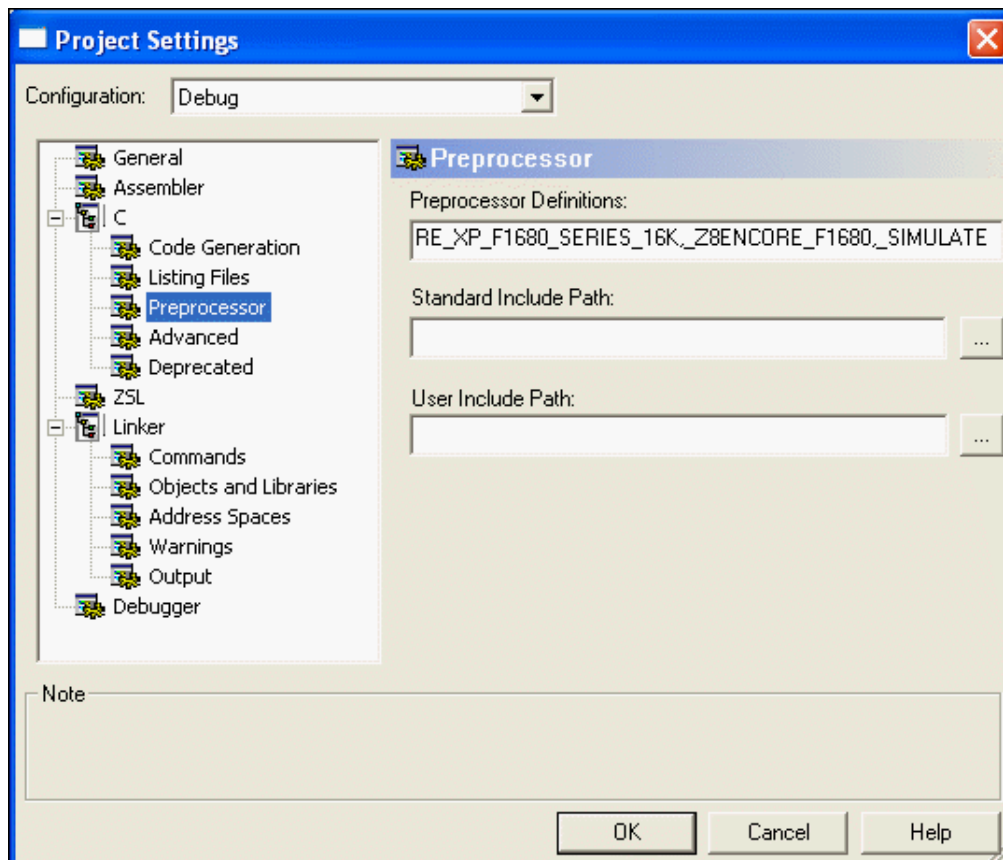 Project Settings
Configuration: Debug
General
Assembler
C
Code Generation
Listing Files
Preprocessor
Advanced
Deprecated
ZSL
Linker
Commands
Objects and Libraries
Address Spaces
Warnings
Output
Debugger
Preprocessor
Preprocessor Definitions:
RE_XP_F1680_SERIES_16K,_Z8ENCORE_F1680,_SIMULATE
Standard Include Path:
...
User Include Path:
...
Note
OK Cancel Help